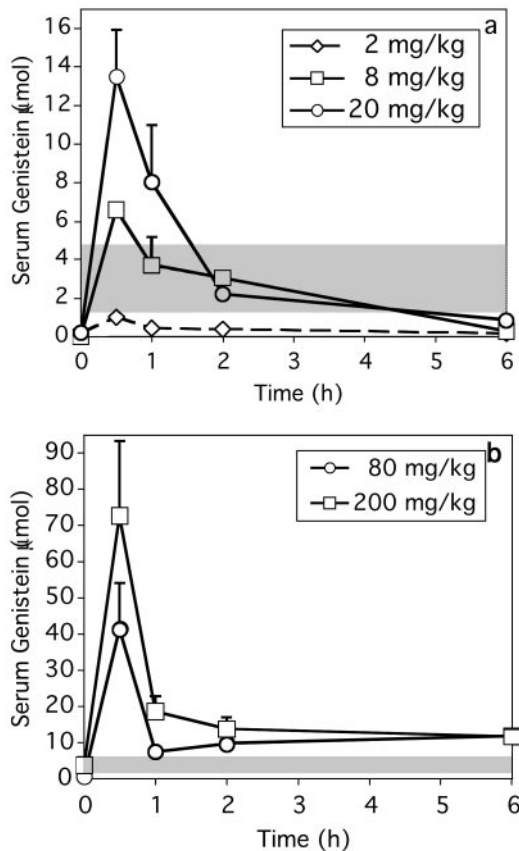 a
16
14
12
10
8
6
4
2
0
Serum Genistein (μmol)
2 mg/kg
8 mg/kg
20 mg/kg
0 1 2 3 4 5 6
Time (h)
b
90
80
70
60
50
40
30
20
10
0
Serum Genistein (μmol)
80 mg/kg
200 mg/kg
0 1 2 3 4 5 6
Time (h)